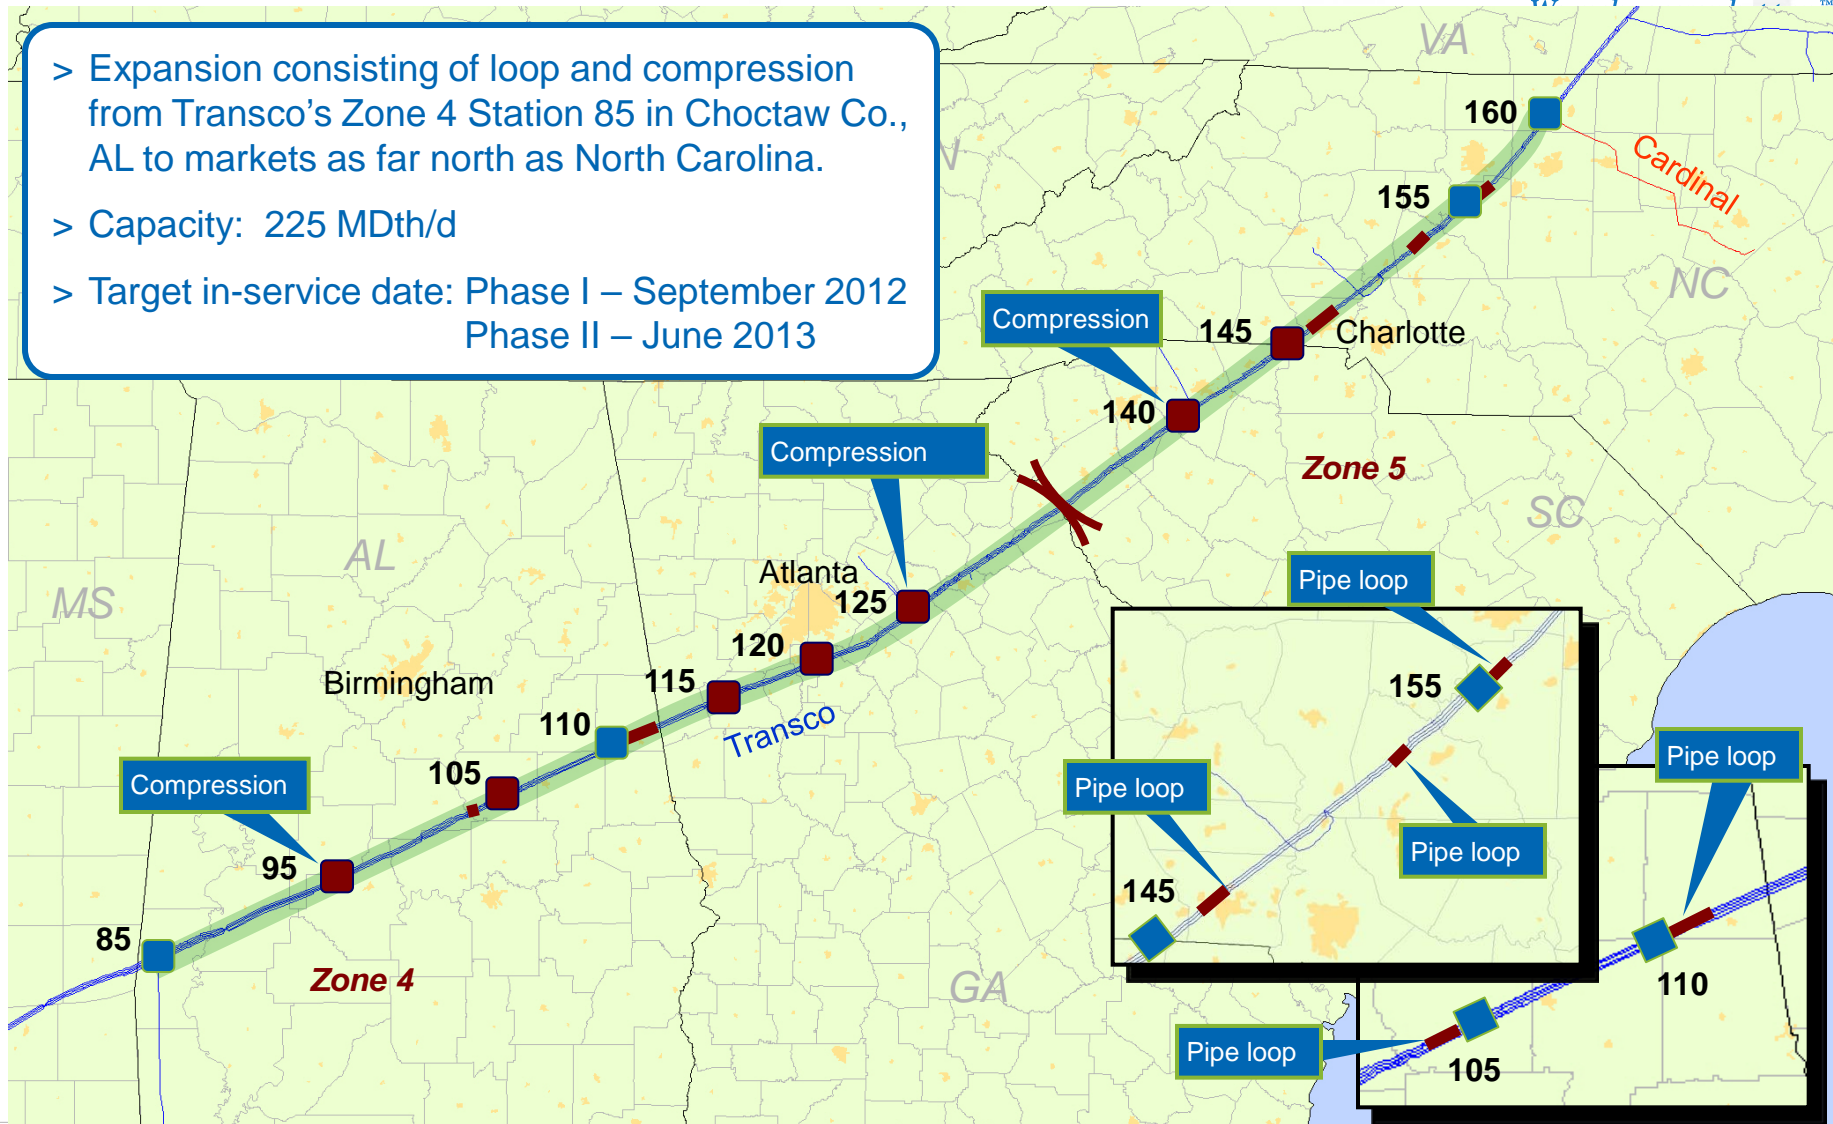 > Expansion consisting of loop and compression
from Transco's Zone 4 Station 85 in Choctaw Co.,
AL to markets as far north as North Carolina.
> Capacity: 225 MDth/d
> Target in-service date: Phase I – September 2012
Phase II – June 2013
VA
160
Cardinal
155
NC
Compression
145
Charlotte
140
Compression
Zone 5
SC
AL
MS
Atlanta
125
120
Birmingham
115
110
Transco
105
Compression
95
85
Zone 4
GA
Pipe loop
155
Pipe loop
Pipe loop
145
Pipe loop
110
Pipe loop
105